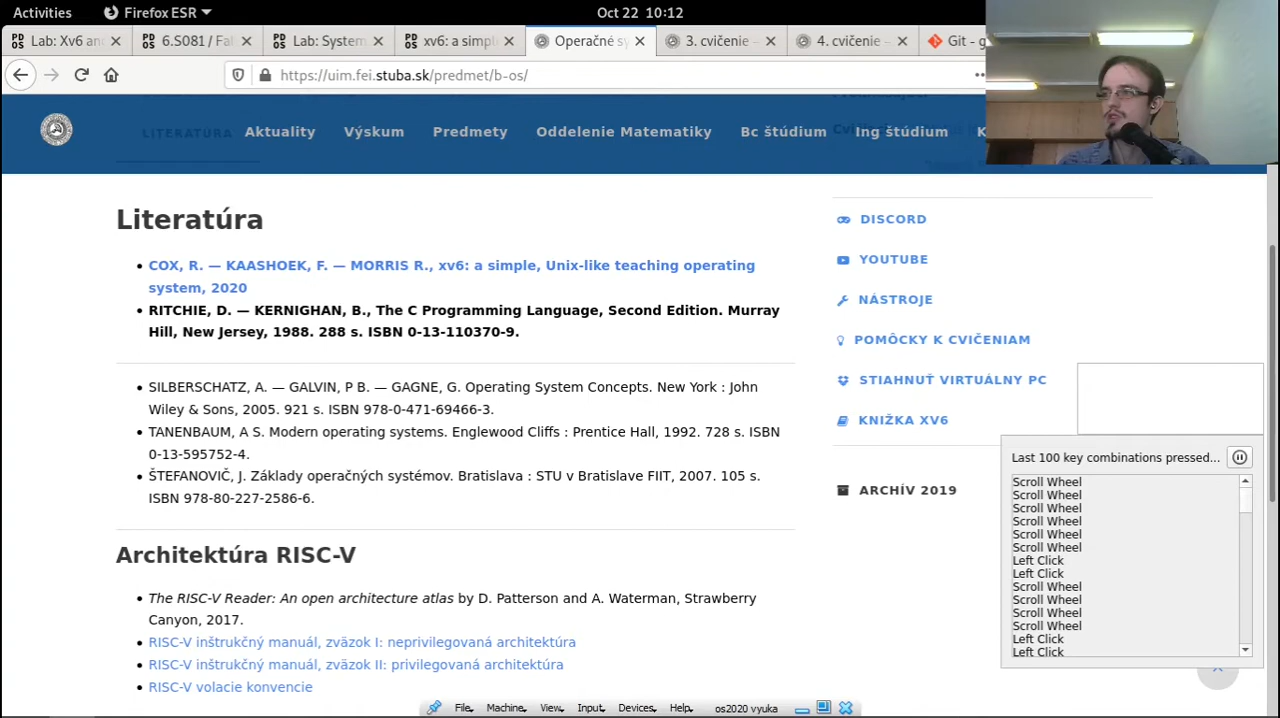 Activities Firefox ESR Oct 22 10:12
Lab: Xv6 and 6.S081 / Fal Lab: System xv6: a simpl Operačné sy 3. cvičenie – 4. cvičenie – Git - g
https://uim.fei.stuba.sk/predmet/b-os/
LITERATÚRA Aktuality Výskum Predmety Oddelenie Matematiky Bc štúdium Ing štúdium K
Literatúra
• COX, R. — KAASHOEK, F. — MORRIS R., xv6: a simple, Unix-like teaching operating
system, 2020
• RITCHIE, D. — KERNIGHAN, B., The C Programming Language, Second Edition. Murray
Hill, New Jersey, 1988. 288 s. ISBN 0-13-110370-9.
• SILBERSCHATZ, A. — GALVIN, P B. — GAGNE, G. Operating System Concepts. New York : John
Wiley & Sons, 2005. 921 s. ISBN 978-0-471-69466-3.
• TANENBAUM, A S. Modern operating systems. Englewood Cliffs : Prentice Hall, 1992. 728 s. ISBN
0-13-595752-4.
• ŠTEFANOVIČ, J. Základy operačných systémov. Bratislava : STU v Bratislave FIIT, 2007. 105 s.
ISBN 978-80-227-2586-6.
Architektúra RISC-V
• The RISC-V Reader: An open architecture atlas by D. Patterson and A. Waterman, Strawberry
Canyon, 2017.
• RISC-V inštrukčný manuál, zväzok I: neprivilegovaná architektúra
• RISC-V inštrukčný manuál, zväzok II: privilegovaná architektúra
• RISC-V volacie konvencie
DISCORD
YOUTUBE
NÁSTROJE
POMÔCKY K CVIČENIAM
STIAHNUŤ VIRTUÁLNY PC
KNIŽKA XV6
ARCHÍV 2019
Last 100 key combinations pressed...
Scroll Wheel
Scroll Wheel
Scroll Wheel
Scroll Wheel
Scroll Wheel
Scroll Wheel
Left Click
Left Click
Scroll Wheel
Scroll Wheel
Scroll Wheel
Scroll Wheel
Left Click
Left Click
File Machine View Input Devices Help os2020 vyuka